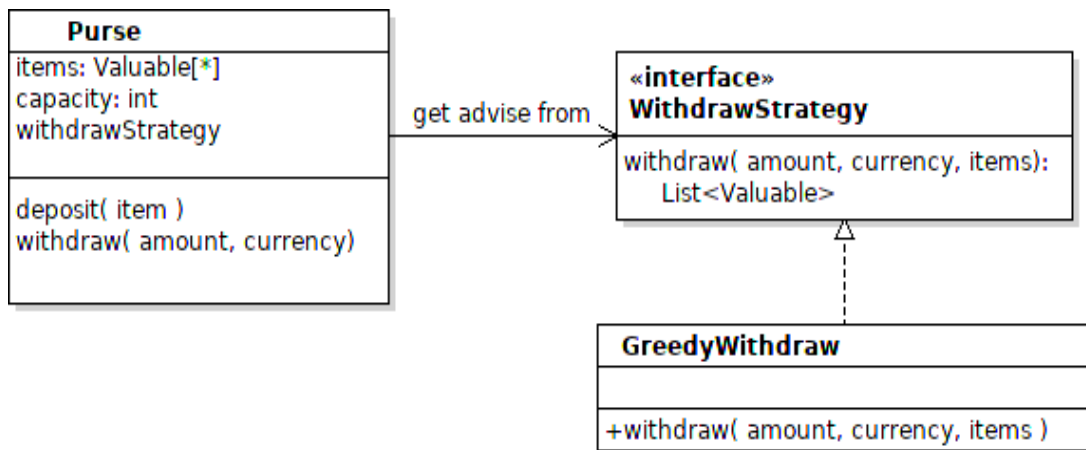 Purse
items: Valuable[*]
capacity: int
withdrawStrategy
deposit( item )
withdraw( amount, currency)
get advise from
«interface»
WithdrawStrategy
withdraw( amount, currency, items):
List<Valuable>
GreedyWithdraw
+withdraw( amount, currency, items )